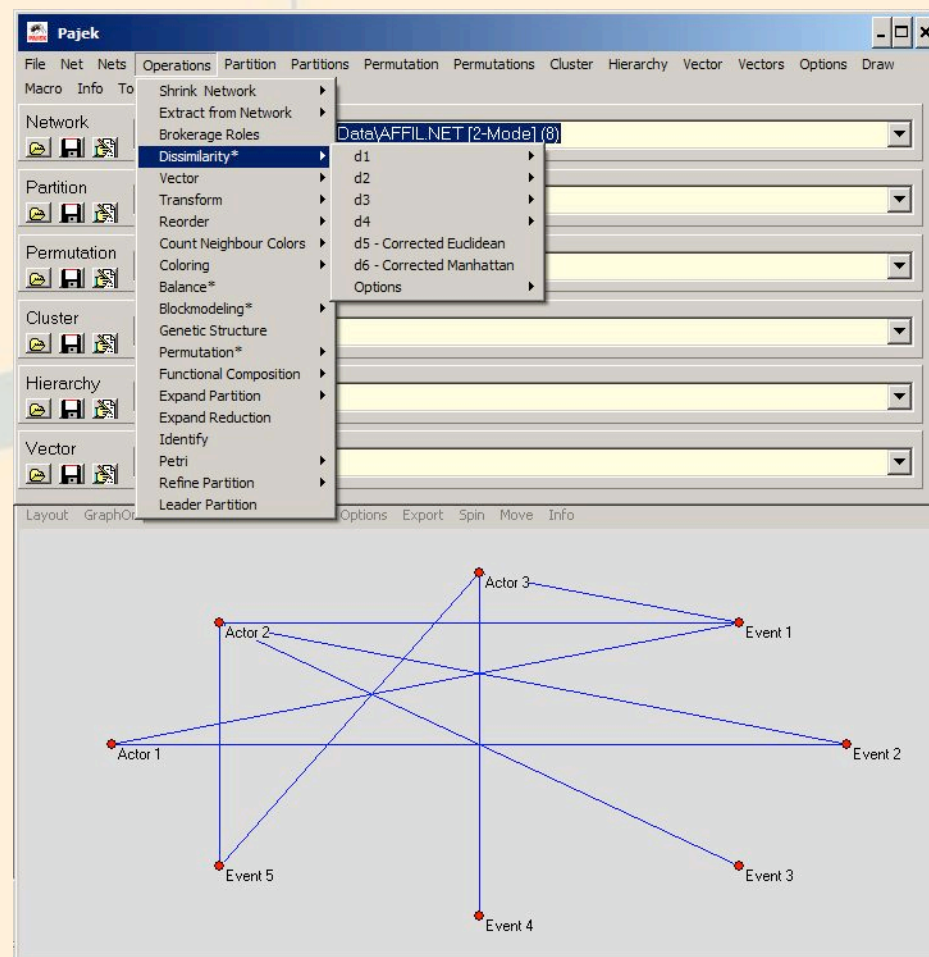 Pajek
File Net Nets Operations Partition Partitions Permutation Permutations Cluster Hierarchy Vector Vectors Options Draw
Macro Info To
Network
Data\AFFIL.NET [2-Mode] (8)
Partition
Permutation
Cluster
Hierarchy
Vector
Shrink Network
Extract from Network
Brokerage Roles
Dissimilarity*
Vector
Transform
Reorder
Count Neighbour Colors
Coloring
Balance*
Blockmodeling*
Genetic Structure
Permutation*
Functional Composition
Expand Partition
Expand Reduction
Identify
Petri
Refine Partition
Leader Partition
d1
d2
d3
d4
d5 - Corrected Euclidean
d6 - Corrected Manhattan
Options
Layout GraphOn Options Export Spin Move Info
Actor 3
Actor 2
Event 1
Actor 1
Event 2
Event 5
Event 3
Event 4